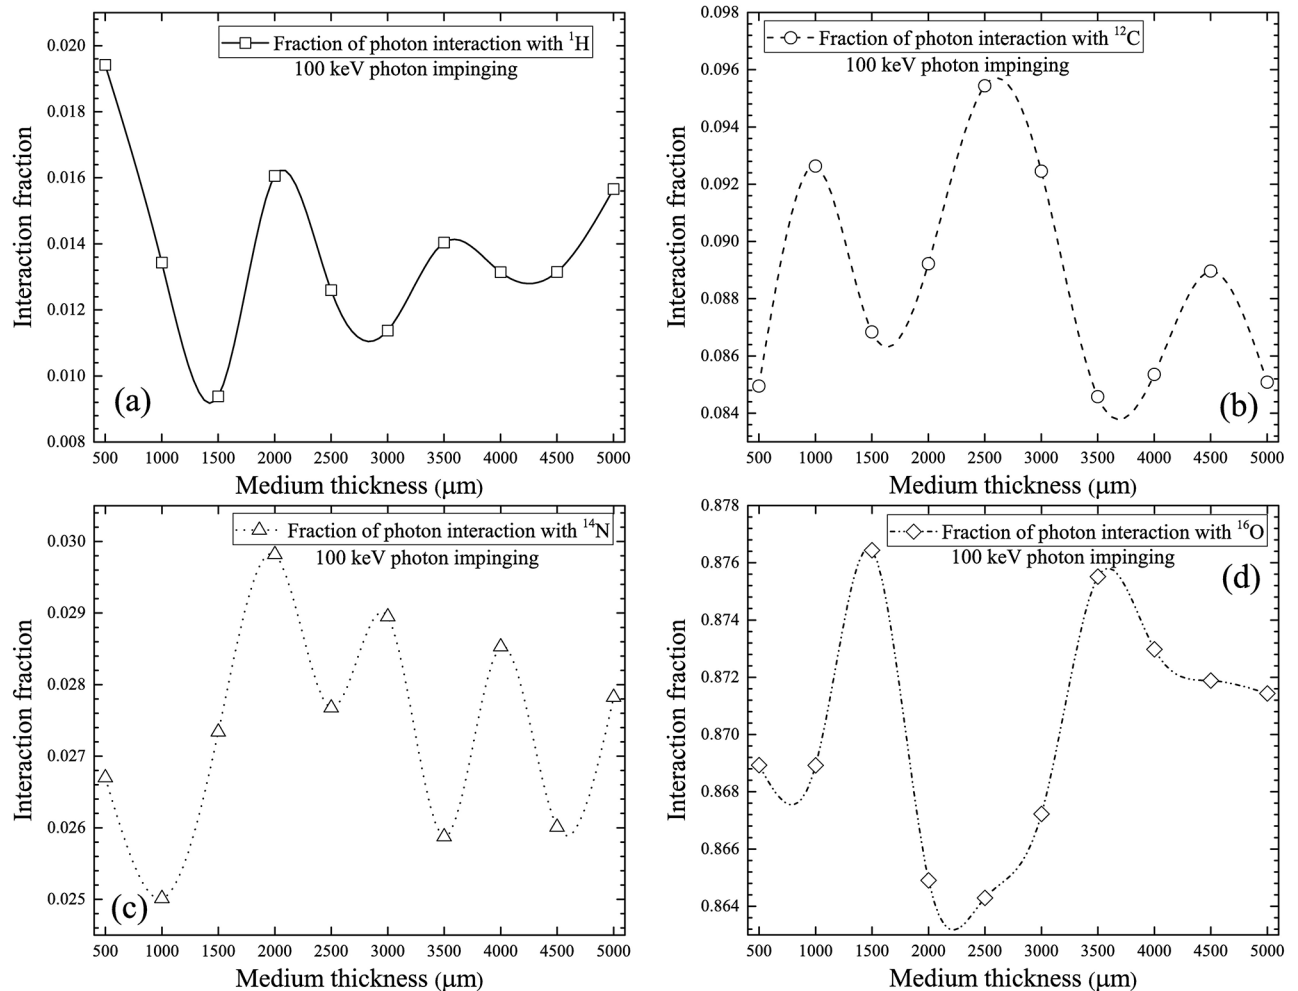 Fraction of photon interaction with ¹H
100 keV photon impinging
0.020
0.018
0.016
0.014
0.012
0.010
0.008
Interaction fraction
(a)
500 1000 1500 2000 2500 3000 3500 4000 4500 5000
Medium thickness (μm)
Fraction of photon interaction with ¹²C
100 keV photon impinging
0.098
0.096
0.094
0.092
0.090
0.088
0.086
0.084
Interaction fraction
(b)
500 1000 1500 2000 2500 3000 3500 4000 4500 5000
Medium thickness (μm)
Fraction of photon interaction with ¹⁴N
100 keV photon impinging
0.030
0.029
0.028
0.027
0.026
0.025
Interaction fraction
(c)
500 1000 1500 2000 2500 3000 3500 4000 4500 5000
Medium thickness (μm)
Fraction of photon interaction with ¹⁶O
100 keV photon impinging
0.878
0.876
0.874
0.872
0.870
0.868
0.866
0.864
Interaction fraction
(d)
500 1000 1500 2000 2500 3000 3500 4000 4500 5000
Medium thickness (μm)